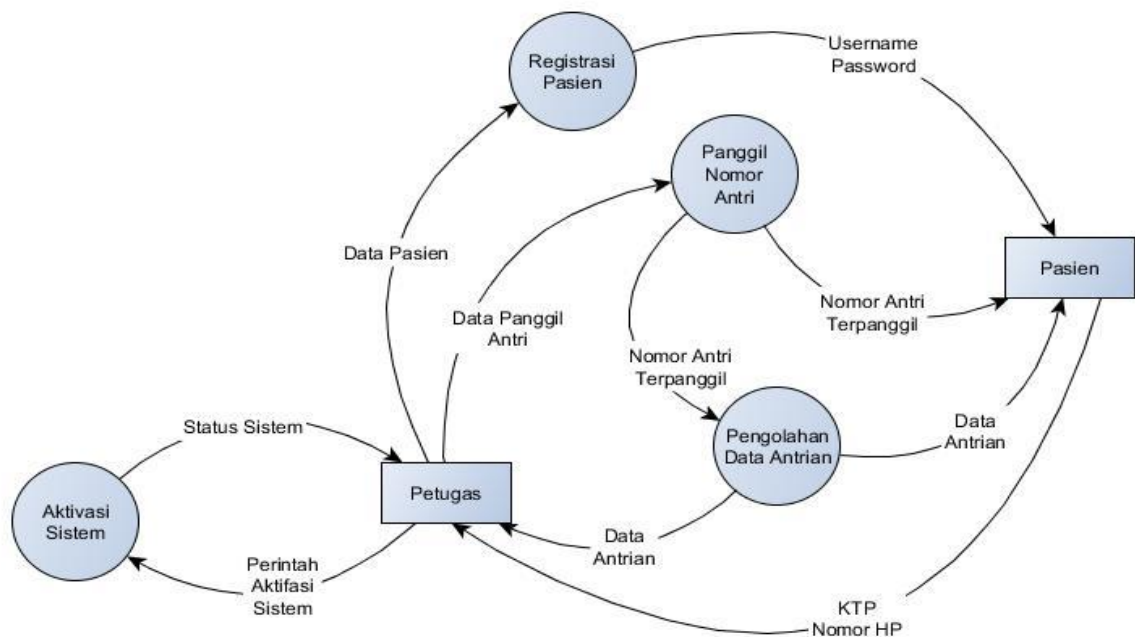 Registrasi
Pasien
Username
Password
Panggil
Nomor
Antri
Data Pasien
Pasien
Data Panggil
Antri
Nomor Antri
Terpanggil
Nomor Antri
Terpanggil
Status Sistem
Pengolahan
Data Antrian
Data
Antrian
Petugas
Aktivasi
Sistem
Data
Antrian
Perintah
Aktifasi
Sistem
KTP
Nomor HP